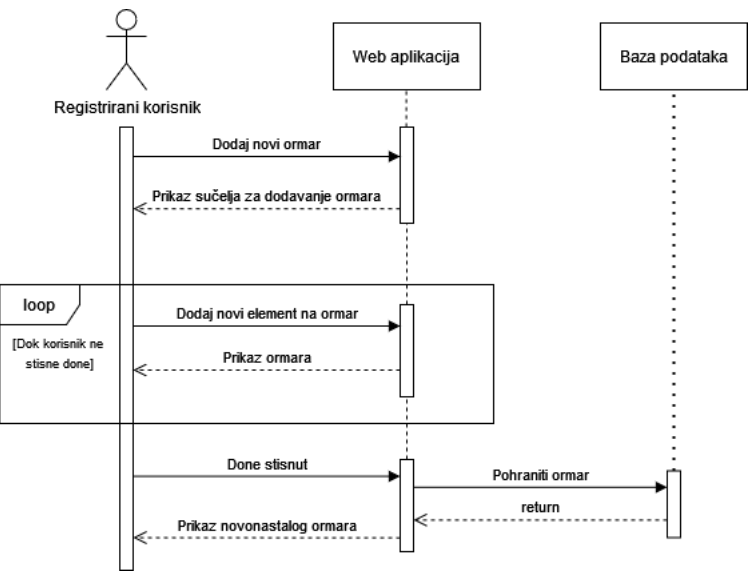 Web aplikacija
Baza podataka
Registrirani korisnik
Dodaj novi ormar
Prikaz sučelja za dodavanje ormara
loop
[Dok korisnik ne
stisne done]
Dodaj novi element na ormar
Prikaz ormara
Done stisnut
Pohraniti ormar
return
Prikaz novonastalog ormara